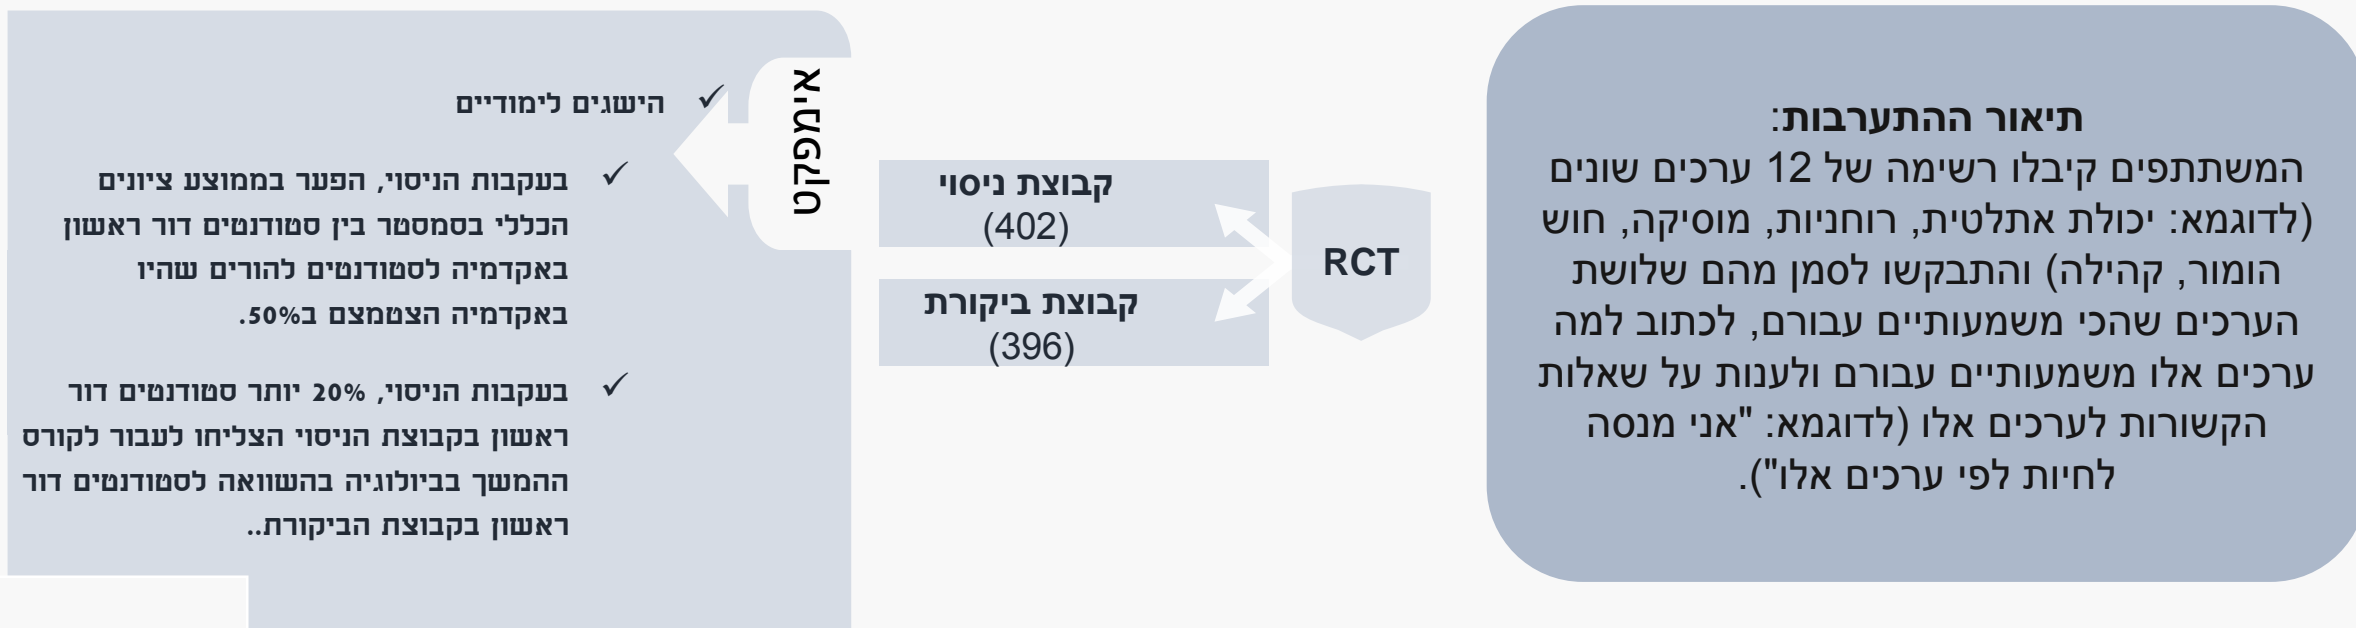 תיאור ההתערבות:
המשתתפים קיבלו רשימה של 12 ערכים שונים
(לדוגמא: יכולת אתלטית, רוחניות, מוסיקה, חוש
הומור, קהילה) והתבקשו לסמן מהם שלושת
הערכים שהכי משמעותיים עבורם, לכתוב למה
ערכים אלו משמעותיים עבורם ולענות על שאלות
הקשורות לערכים אלו (לדוגמא: "אני מנסה
לחיות לפי ערכים אלו").
RCT
קבוצת ניסוי
(402)
קבוצת ביקורת
(396)
אימפקט
✓ הישגים לימודיים
✓ בעקבות הניסוי, הפער בממוצע ציונים
הכללי בסמסטר בין סטודנטים דור ראשון
באקדמיה לסטודנטים להורים שהיו
באקדמיה הצטמצם ב50%.
✓ בעקבות הניסוי, 20% יותר סטודנטים דור
ראשון בקבוצת הניסוי הצליחו לעבור לקורס
ההמשך בביולוגיה בהשוואה לסטודנטים דור
ראשון בקבוצת הביקורת..